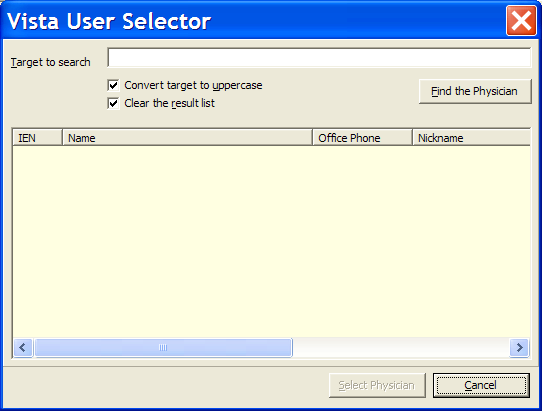 Vista User Selector
Target to search
Convert target to uppercase
Clear the result list
Find the Physician
IEN Name Office Phone Nickname
Select Physician Cancel